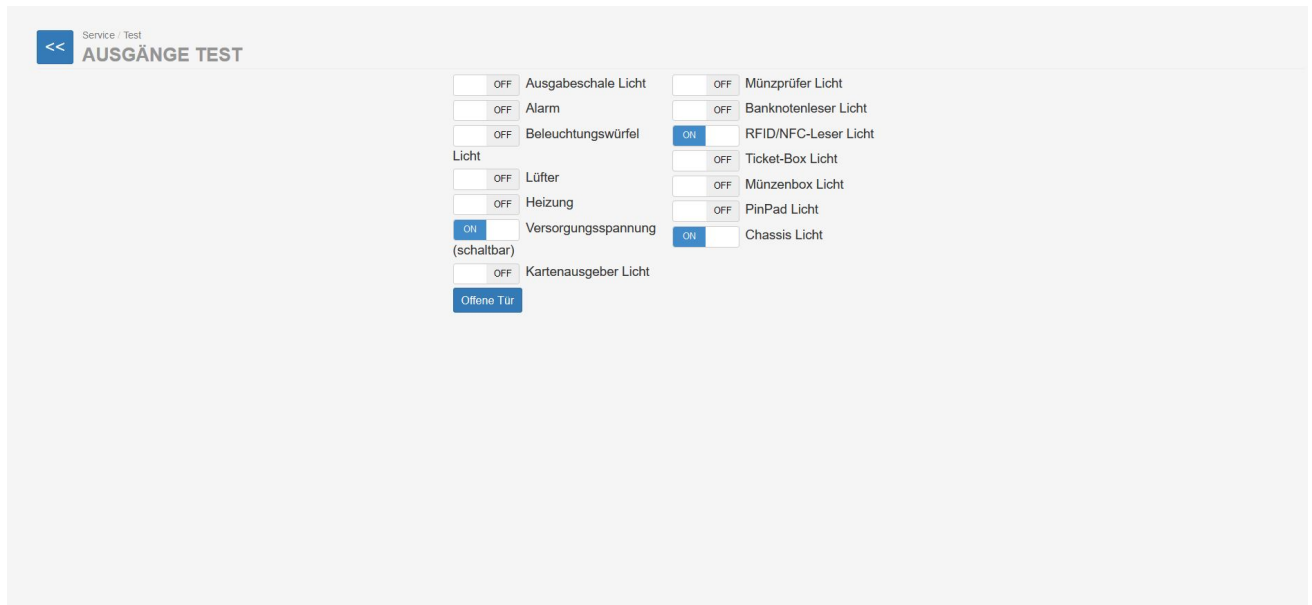 <<
Service / Test
AUSGÄNGE TEST
OFF Ausgabeschale Licht
OFF Alarm
OFF Beleuchtungswürfel
Licht
OFF Lüfter
OFF Heizung
ON Versorgungsspannung
(schaltbar)
OFF Kartenausgeber Licht
Offene Tür
OFF Münzprüfer Licht
OFF Banknotenleser Licht
ON RFID/NFC-Leser Licht
OFF Ticket-Box Licht
OFF Münzenbox Licht
OFF PinPad Licht
ON Chassis Licht